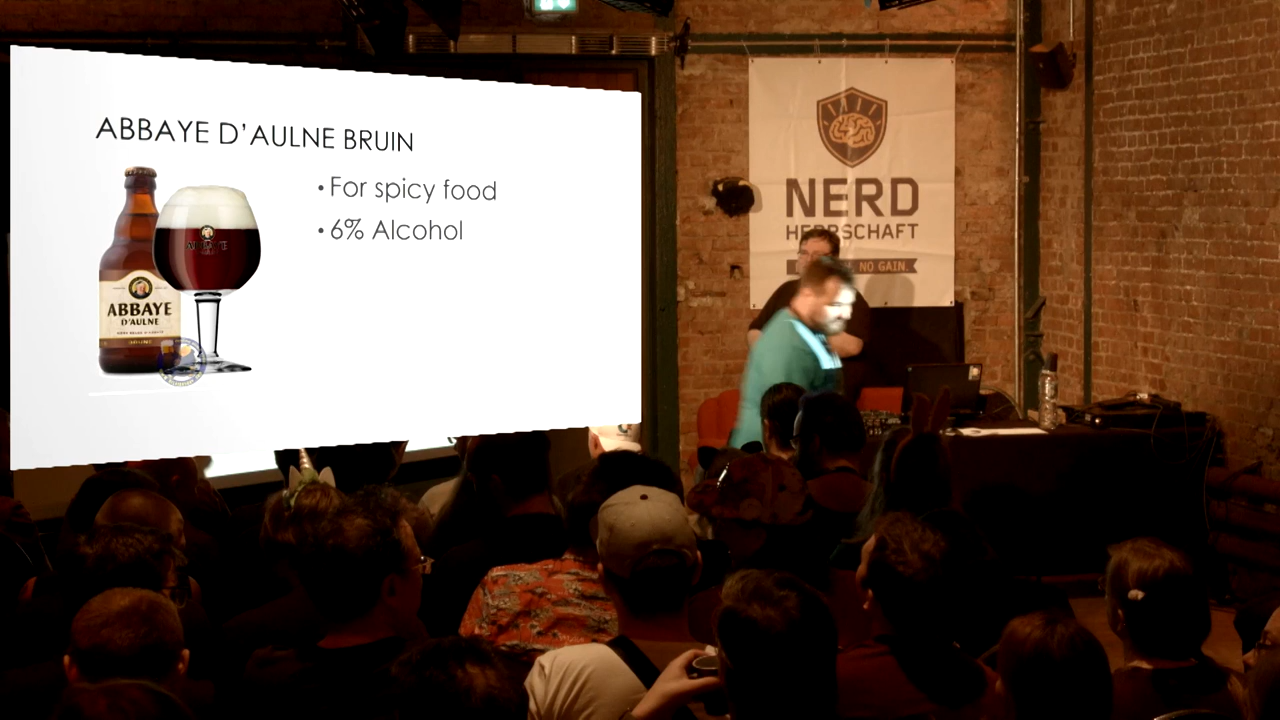 ABBAYE D'AULNE BRUIN
• For spicy food
• 6% Alcohol
ABBAYE
D'AULNE
NERD
HERRSCHAFT
NO GAIN.